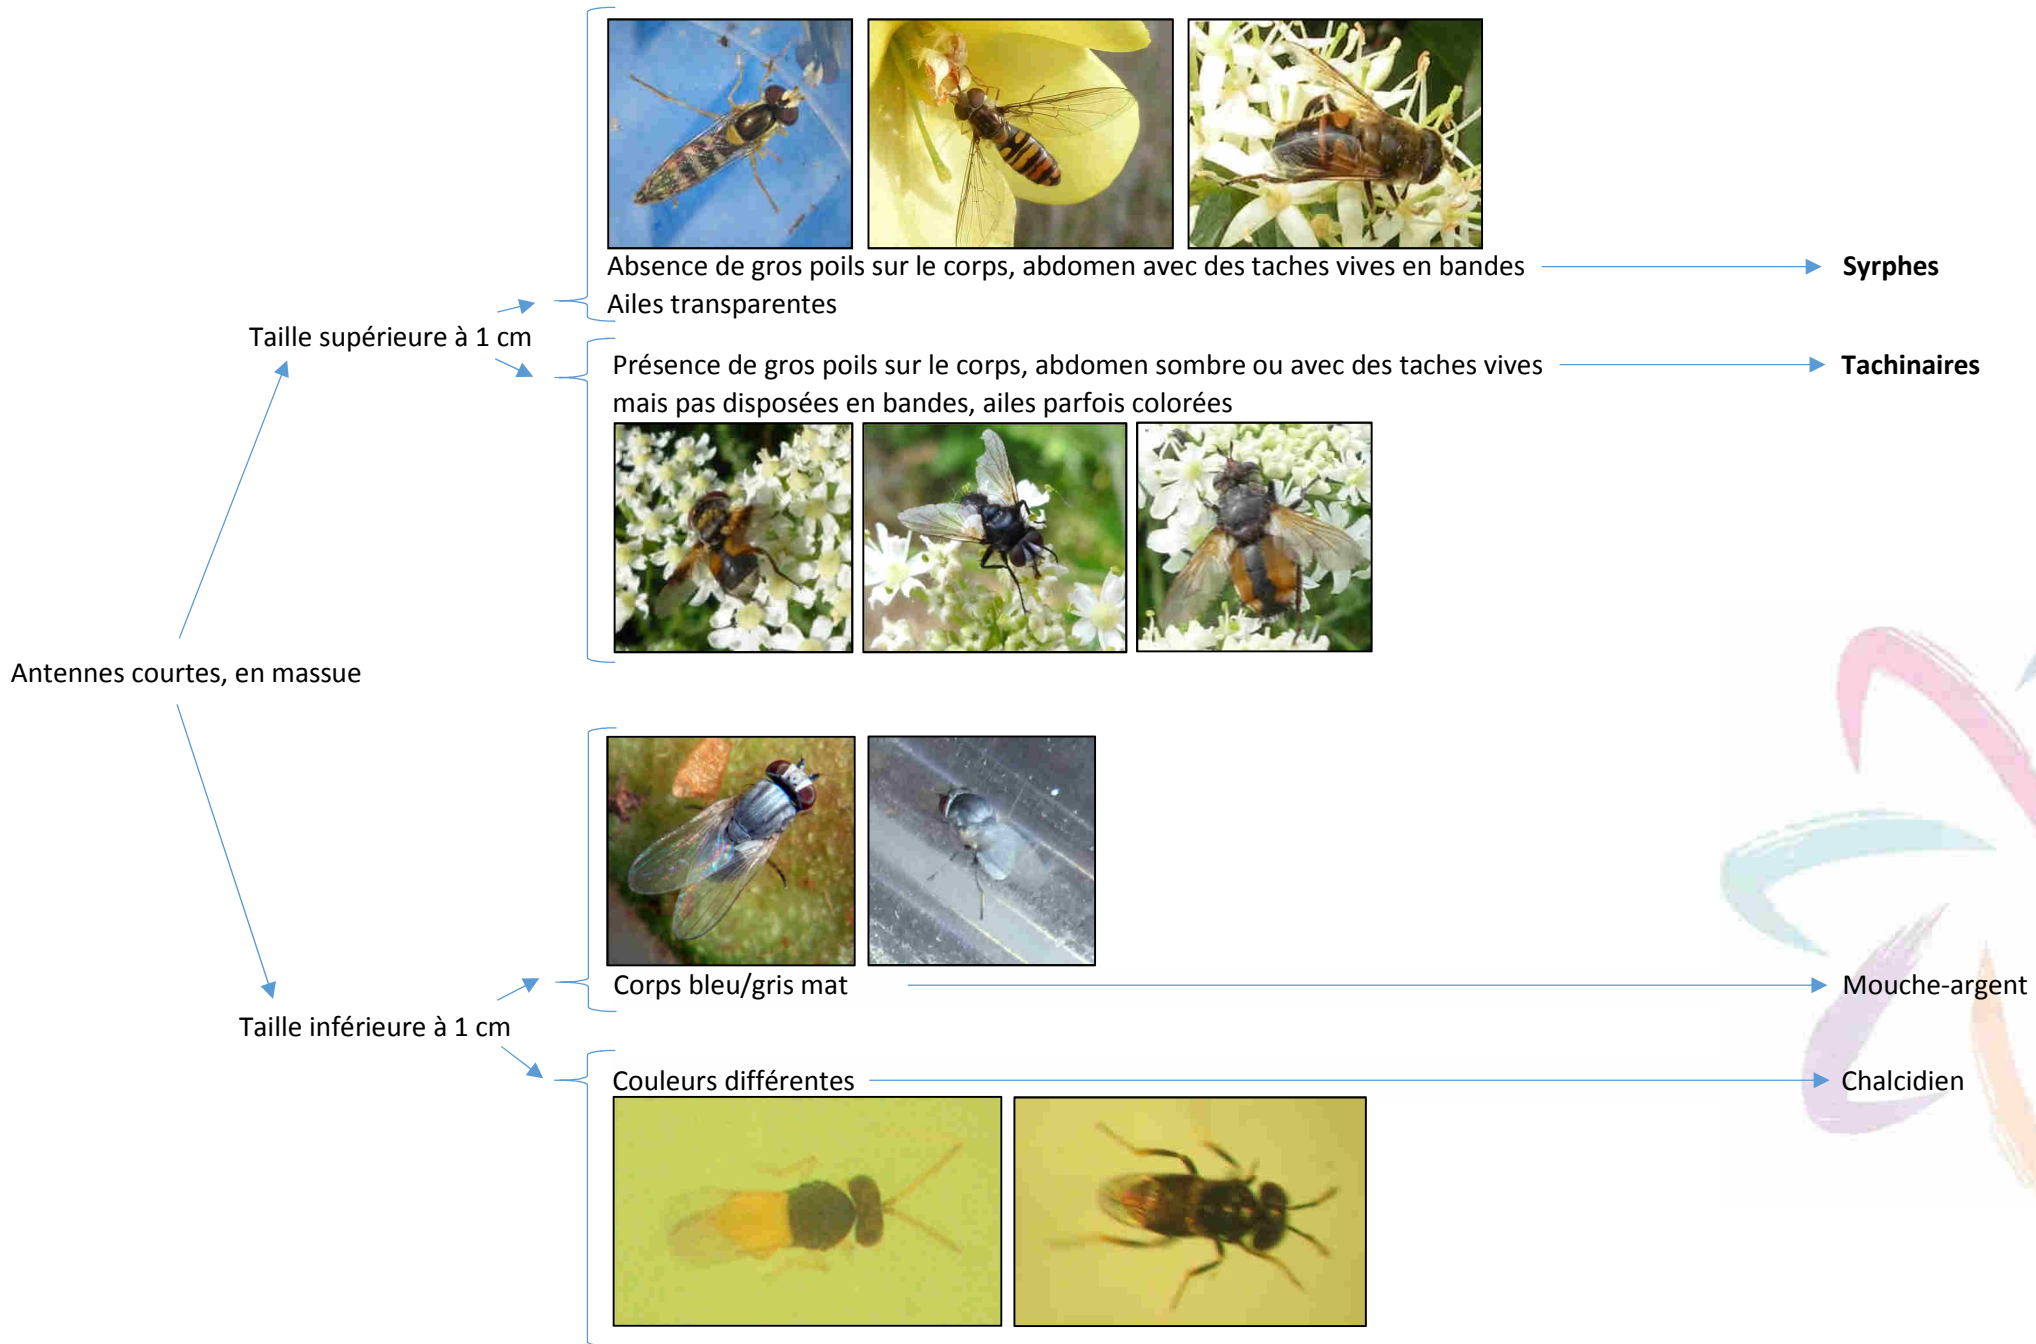 Absence de gros poils sur le corps, abdomen avec des taches vives en bandes
Syrphes
Ailes transparentes
Taille supérieure à 1 cm
Présence de gros poils sur le corps, abdomen sombre ou avec des taches vives
Tachinaires
mais pas disposées en bandes, ailes parfois colorées
Antennes courtes, en massue
Corps bleu/gris mat
Mouche-argent
Taille inférieure à 1 cm
Couleurs différentes
Chalcidien